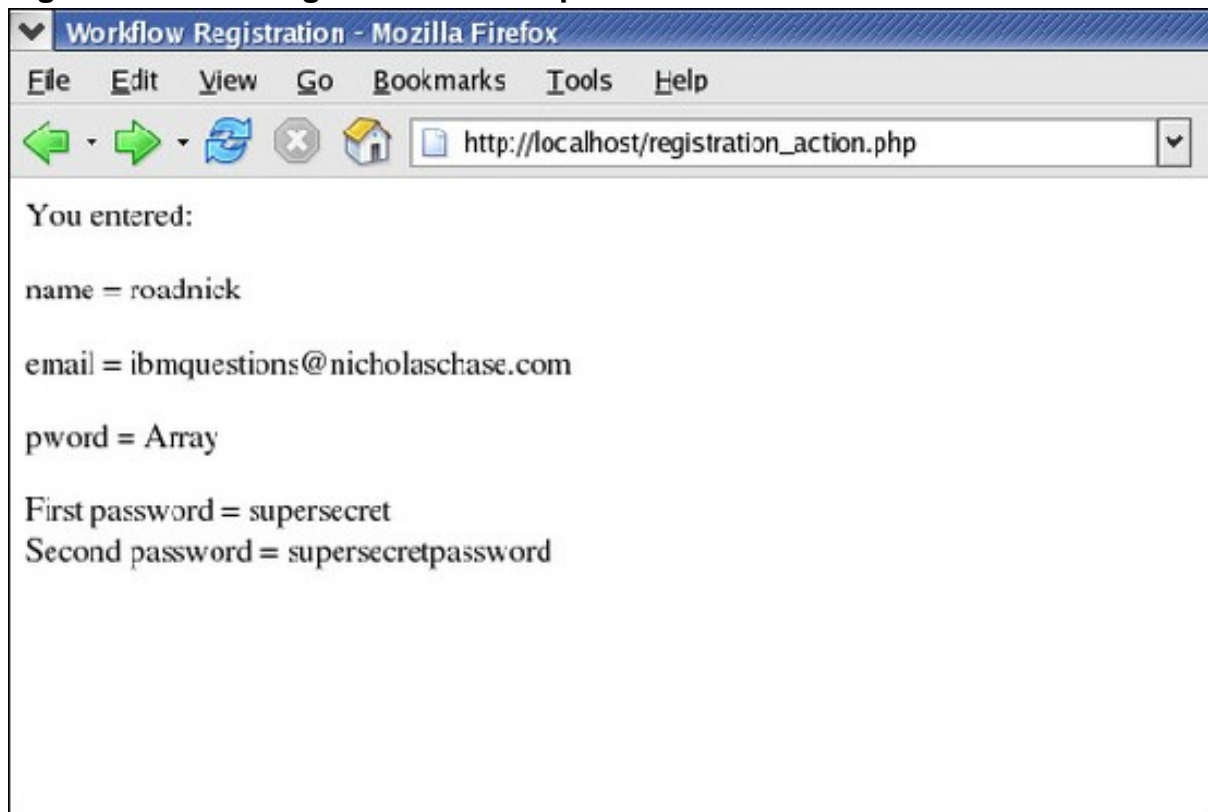 Workflow Registration - Mozilla Firefox
File Edit View Go Bookmarks Tools Help
http://localhost/registration_action.php
You entered:
name = roadnick
email = ibmquestions@nicholaschase.com
pword = Array
First password = supersecret
Second password = supersecretpassword